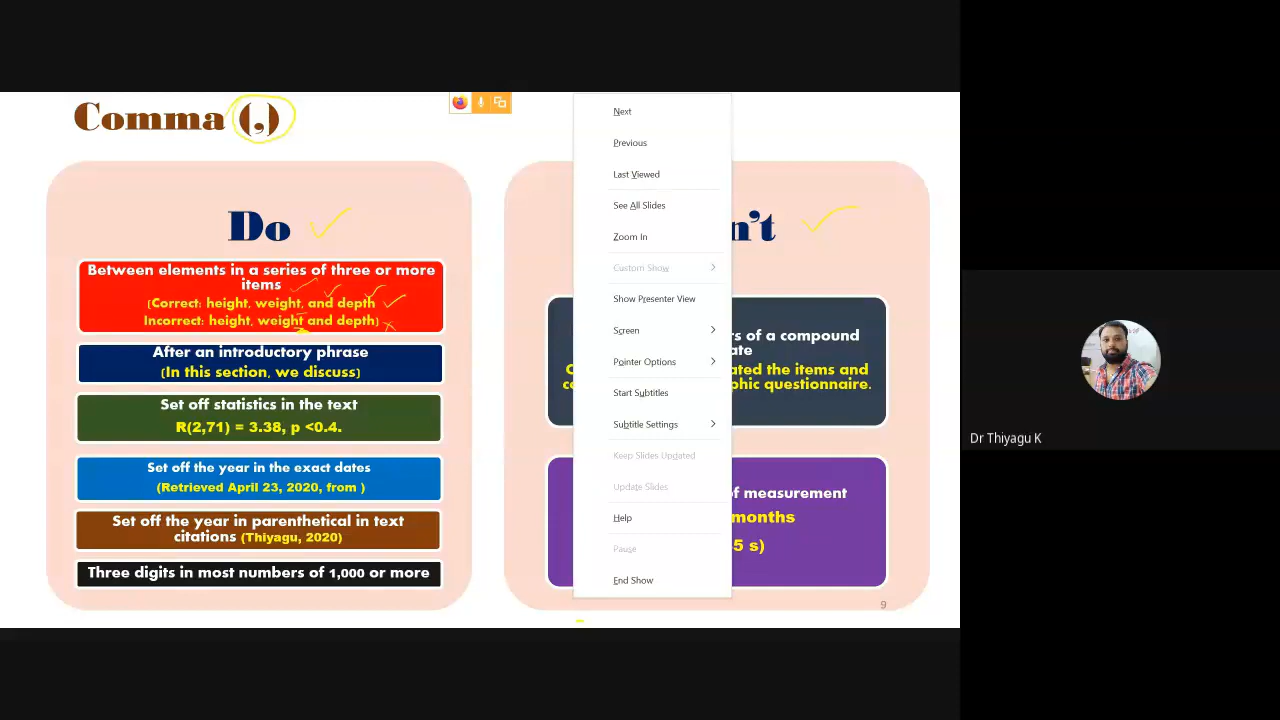 Comma (,)
Do
Between elements in a series of three or more
items
(Correct: height, weight, and depth
Incorrect: height, weight and depth)
After an introductory phrase
(In this section, we discuss)
Set off statistics in the text
R(2,71) = 3.38, p <0.4.
Set off the year in the exact dates
(Retrieved April 23, 2020, from )
Set off the year in parenthetical in text
citations (Thiyagu, 2020)
Three digits in most numbers of 1,000 or more
Next
Previous
Last Viewed
See All Slides
Zoom In
Custom Show
Show Presenter View
Screen
Pointer Options
Start Subtitles
Subtitle Settings
Keep Slides Updated
Update Slides
Help
Pause
End Show
n't
of a compound
the items and
questionnaire.
of measurement
months
5 s)
9
Dr Thiyagu K